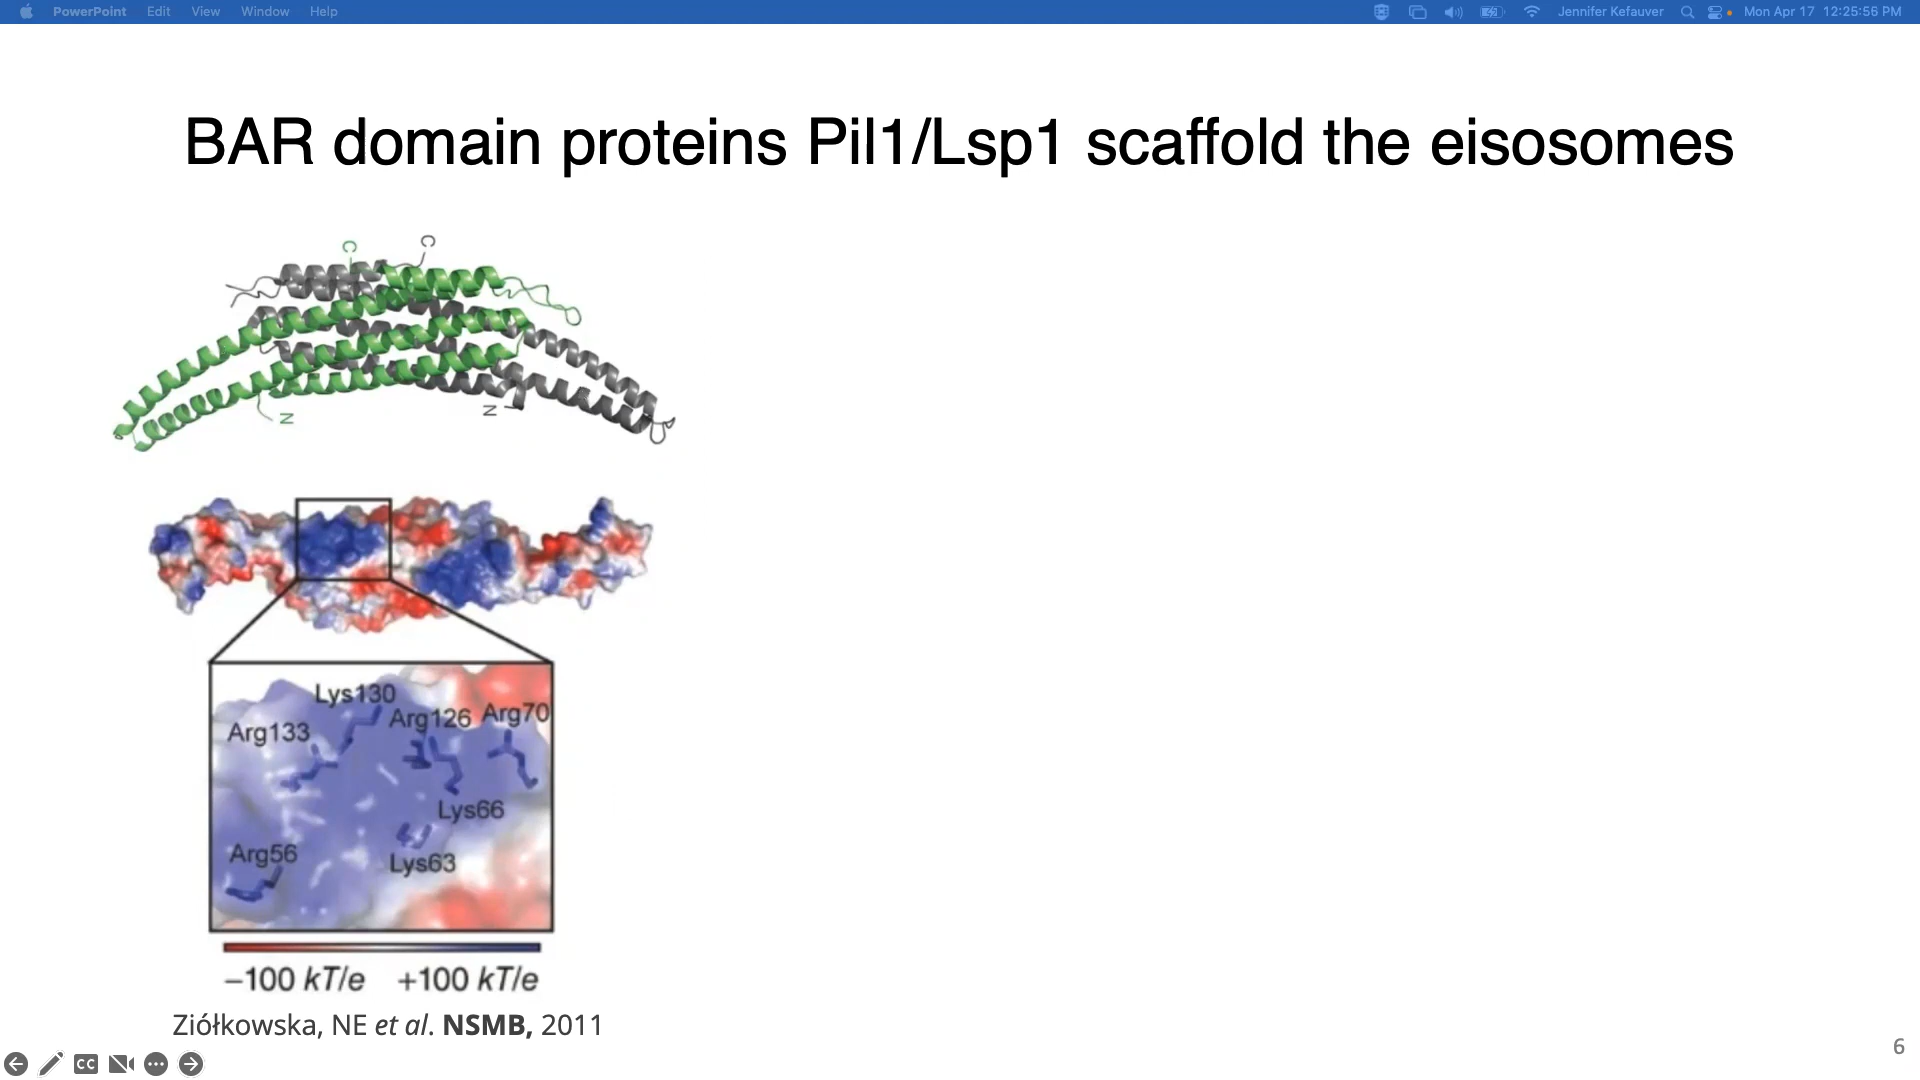 PowerPoint Edit View Window Help Jennifer Kefauver Mon Apr 17 12:25:56 PM
BAR domain proteins Pil1/Lsp1 scaffold the eisosomes
C C
N N
Lys130
Arg126 Arg70
Arg133
Lys66
Arg56
Lys63
–100 kT/e +100 kT/e
Ziółkowska, NE et al. NSMB, 2011
6
CC